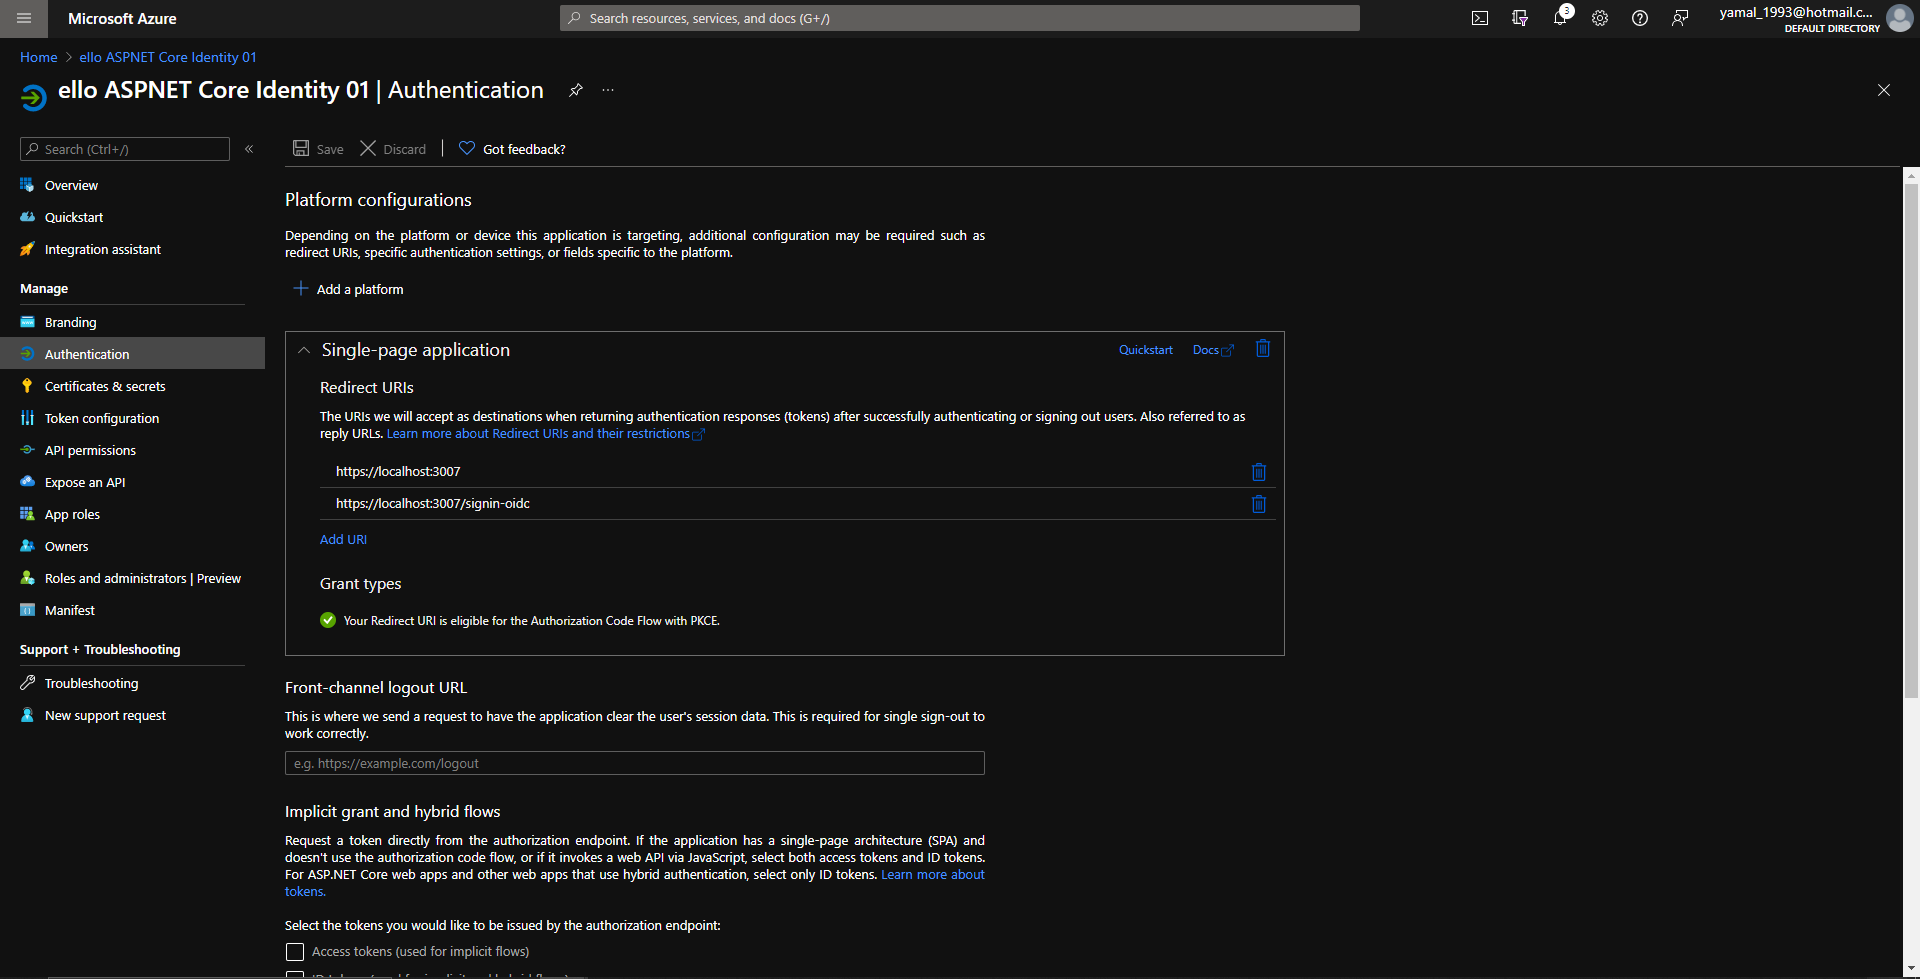 Microsoft Azure
Search resources, services, and docs (G+/)
3
yamal_1993@hotmail.c...
DEFAULT DIRECTORY
Home > ello ASPNET Core Identity 01
ello ASPNET Core Identity 01 | Authentication
Search (Ctrl+/)
«
Save
Discard
Got feedback?
Overview
Quickstart
Integration assistant
Manage
Branding
Authentication
Certificates & secrets
Token configuration
API permissions
Expose an API
App roles
Owners
Roles and administrators | Preview
Manifest
Support + Troubleshooting
Troubleshooting
New support request
Platform configurations
Depending on the platform or device this application is targeting, additional configuration may be required such as
redirect URIs, specific authentication settings, or fields specific to the platform.
Add a platform
Single-page application
Quickstart
Docs
Redirect URIs
The URIs we will accept as destinations when returning authentication responses (tokens) after successfully authenticating or signing out users. Also referred to as
reply URLs. Learn more about Redirect URIs and their restrictions
https://localhost:3007
https://localhost:3007/signin-oidc
Add URI
Grant types
Your Redirect URI is eligible for the Authorization Code Flow with PKCE.
Front-channel logout URL
This is where we send a request to have the application clear the user's session data. This is required for single sign-out to
work correctly.
e.g. https://example.com/logout
Implicit grant and hybrid flows
Request a token directly from the authorization endpoint. If the application has a single-page architecture (SPA) and
doesn't use the authorization code flow, or if it invokes a web API via JavaScript, select both access tokens and ID tokens.
For ASP.NET Core web apps and other web apps that use hybrid authentication, select only ID tokens. Learn more about
tokens.
Select the tokens you would like to be issued by the authorization endpoint:
Access tokens (used for implicit flows)